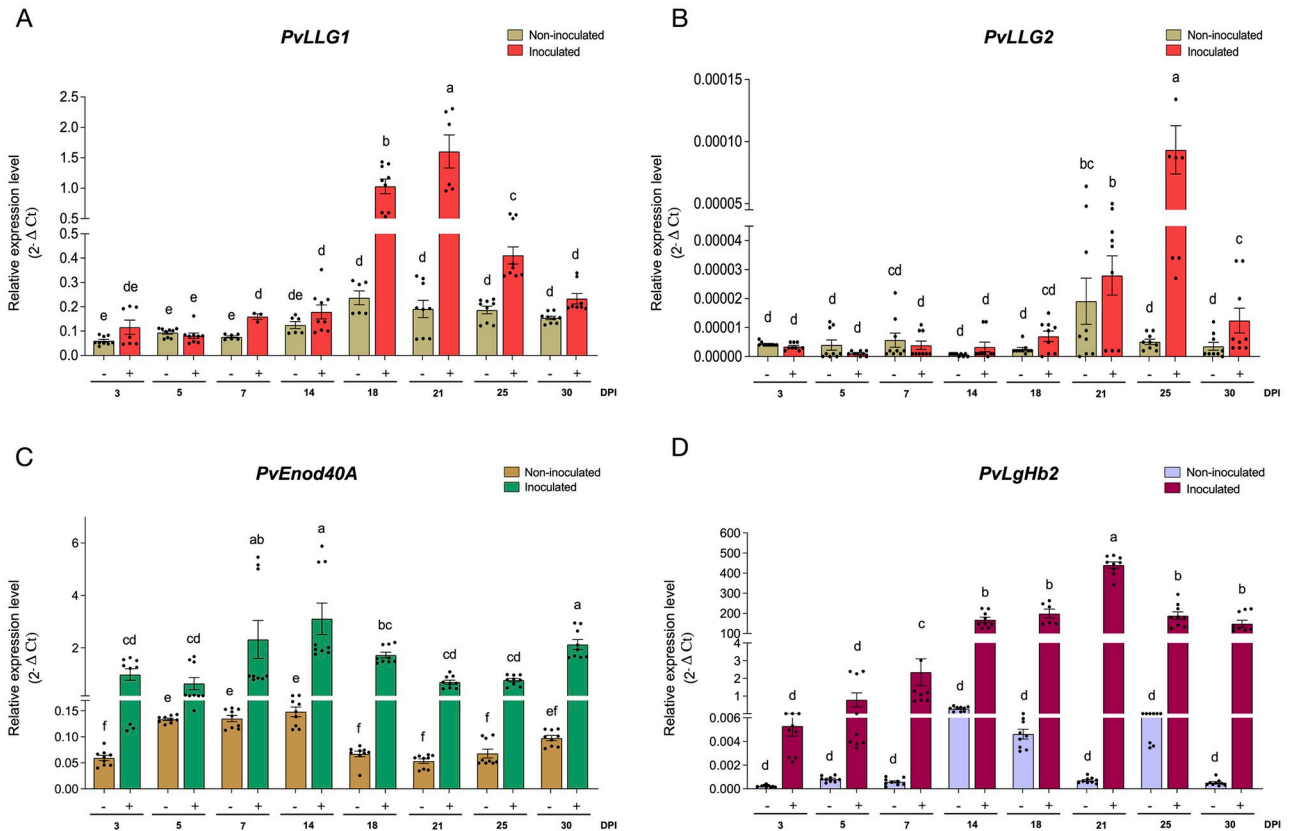 A
PvLLG1
Non-inoculated
Inoculated
Relative expression level
(2- Δ Ct)
2.5
2.0
1.5
1.0
0.5
0.5
0.4
0.3
0.2
0.1
0.0
e de e e e d de d d b d a d c d d
- + - + - + - + - + - + - + - +
3 5 7 14 18 21 25 30 DPI
B
PvLLG2
Non-inoculated
Inoculated
Relative expression level
(2- Δ Ct)
0.00015
0.00010
0.00005
0.00004
0.00003
0.00002
0.00001
0.00000
d d d d cd d d d d cd bc b d a d c
- + - + - + - + - + - + - + - +
3 5 7 14 18 21 25 30 DPI
C
PvEnod40A
Non-inoculated
Inoculated
Relative expression level
(2- Δ Ct)
6
4
2
0.15
0.10
0.05
0.00
f cd e cd e ab e a f bc f cd f cd ef a
- + - + - + - + - + - + - + - +
3 5 7 14 18 21 25 30 DPI
D
PvLgHb2
Non-inoculated
Inoculated
Relative expression level
(2- Δ Ct)
600
500
400
300
200
100
4
3
2
1
0.006
0.004
0.002
0.000
d d d d d c d b d b d a d b d b
- + - + - + - + - + - + - + - +
3 5 7 14 18 21 25 30 DPI